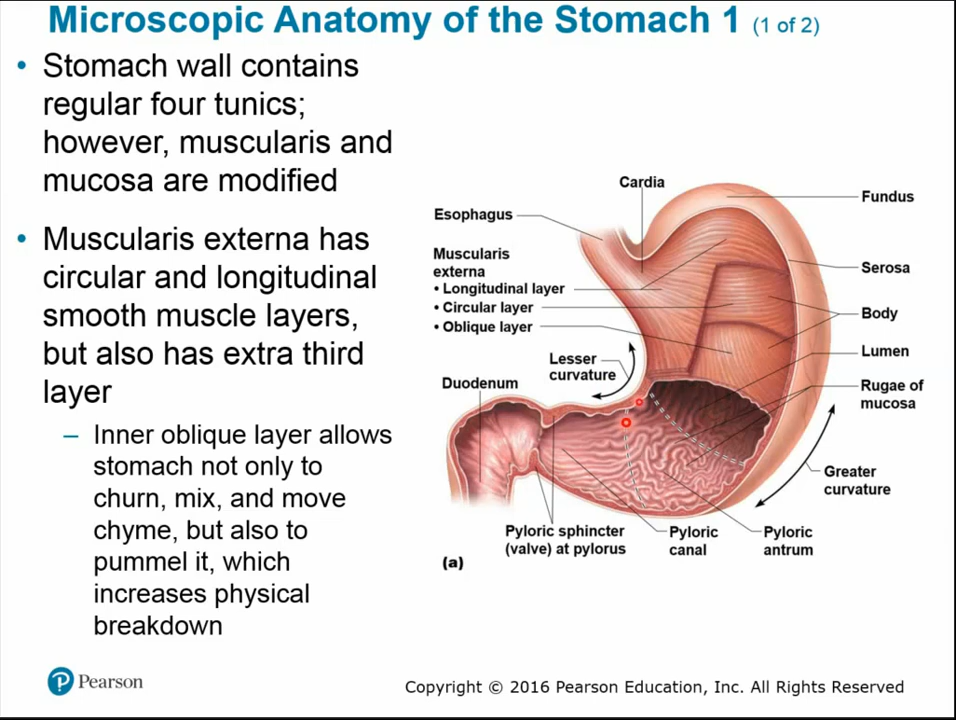 Microscopic Anatomy of the Stomach 1 (1 of 2)
• Stomach wall contains
regular four tunics;
however, muscularis and
mucosa are modified
• Muscularis externa has
circular and longitudinal
smooth muscle layers,
but also has extra third
layer
– Inner oblique layer allows
stomach not only to
churn, mix, and move
chyme, but also to
pummel it, which
increases physical
breakdown
Cardia
Fundus
Esophagus
Muscularis
externa
• Longitudinal layer
• Circular layer
• Oblique layer
Serosa
Body
Lumen
Lesser
curvature
Rugae of
mucosa
Duodenum
Greater
curvature
Pyloric sphincter
(valve) at pylorus
Pyloric
canal
Pyloric
antrum
(a)
P Pearson
Copyright © 2016 Pearson Education, Inc. All Rights Reserved